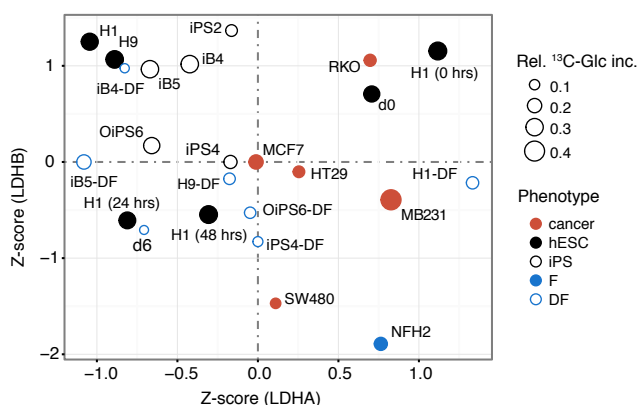 iPS2
H1
H9
iB4
RKO
iB4-DF
iB5
H1 (0 hrs)
d0
OiPS6
iPS4
MCF7
HT29
H1-DF
iB5-DF
H9-DF
H1 (24 hrs)
d6
H1 (48 hrs)
OiPS6-DF
MB231
iPS4-DF
SW480
NFH2
1
0
−1
−2
Z-score (LDHB)
−1.0
−0.5
0.0
0.5
1.0
Z-score (LDHA)
Rel. ¹³C-Glc inc.
0.1
0.2
0.3
0.4
Phenotype
cancer
hESC
iPS
F
DF